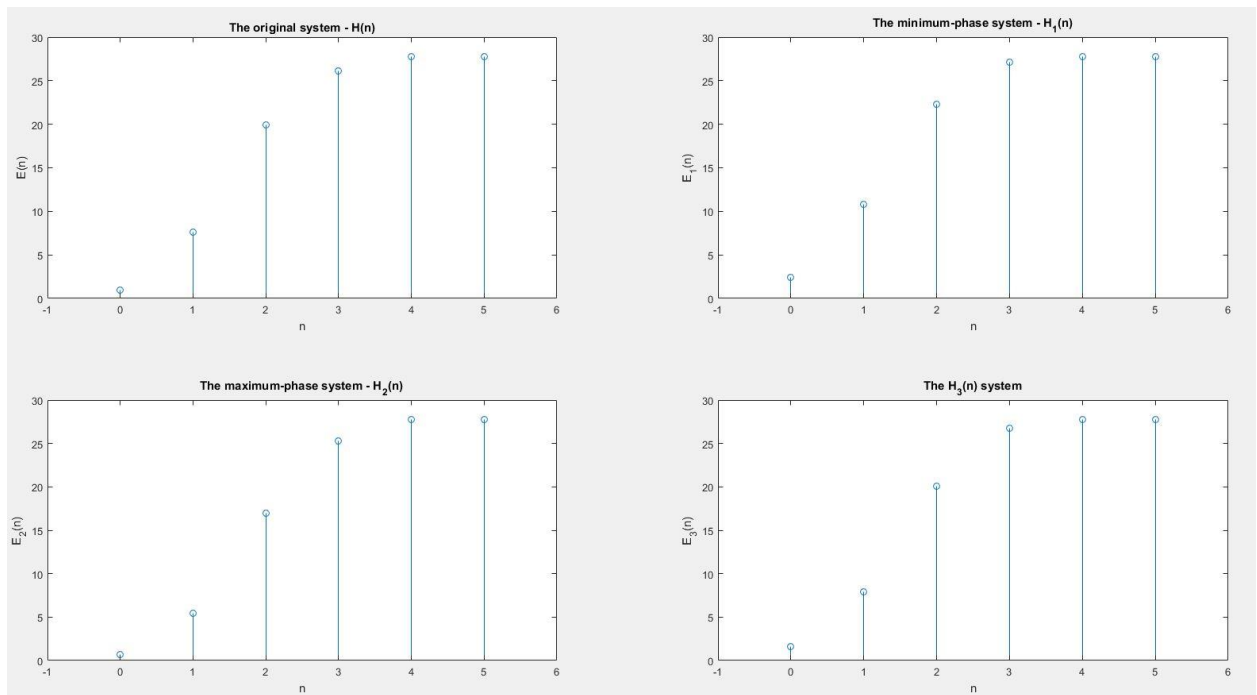 The original system - H(n)
30
25
20
15
10
5
0
E(n)
-1 0 1 2 3 4 5 6
n
The minimum-phase system - H₁(n)
30
25
20
15
10
5
0
E₁(n)
-1 0 1 2 3 4 5 6
n
The maximum-phase system - H₂(n)
30
25
20
15
10
5
0
E₂(n)
-1 0 1 2 3 4 5 6
n
The H₃(n) system
30
25
20
15
10
5
0
E₃(n)
-1 0 1 2 3 4 5 6
n